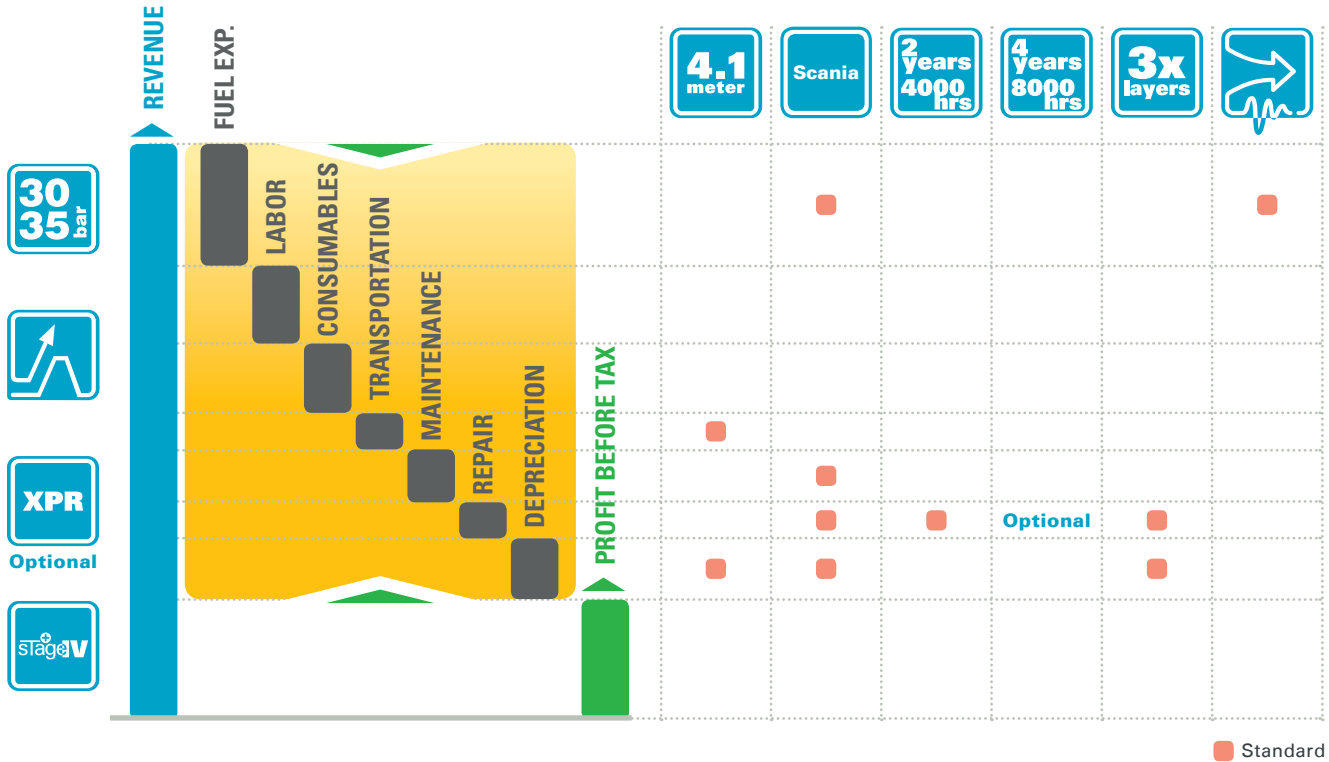 REVENUE
FUEL EXP.
LABOR
CONSUMABLES
TRANSPORTATION
MAINTENANCE
REPAIR
DEPRECIATION
PROFIT BEFORE TAX
4.1
meter
Scania
2
years
4000
hrs
4
years
8000
hrs
3x
layers
30
35 bar
XPR
Optional
stage IV
Optional
Standard